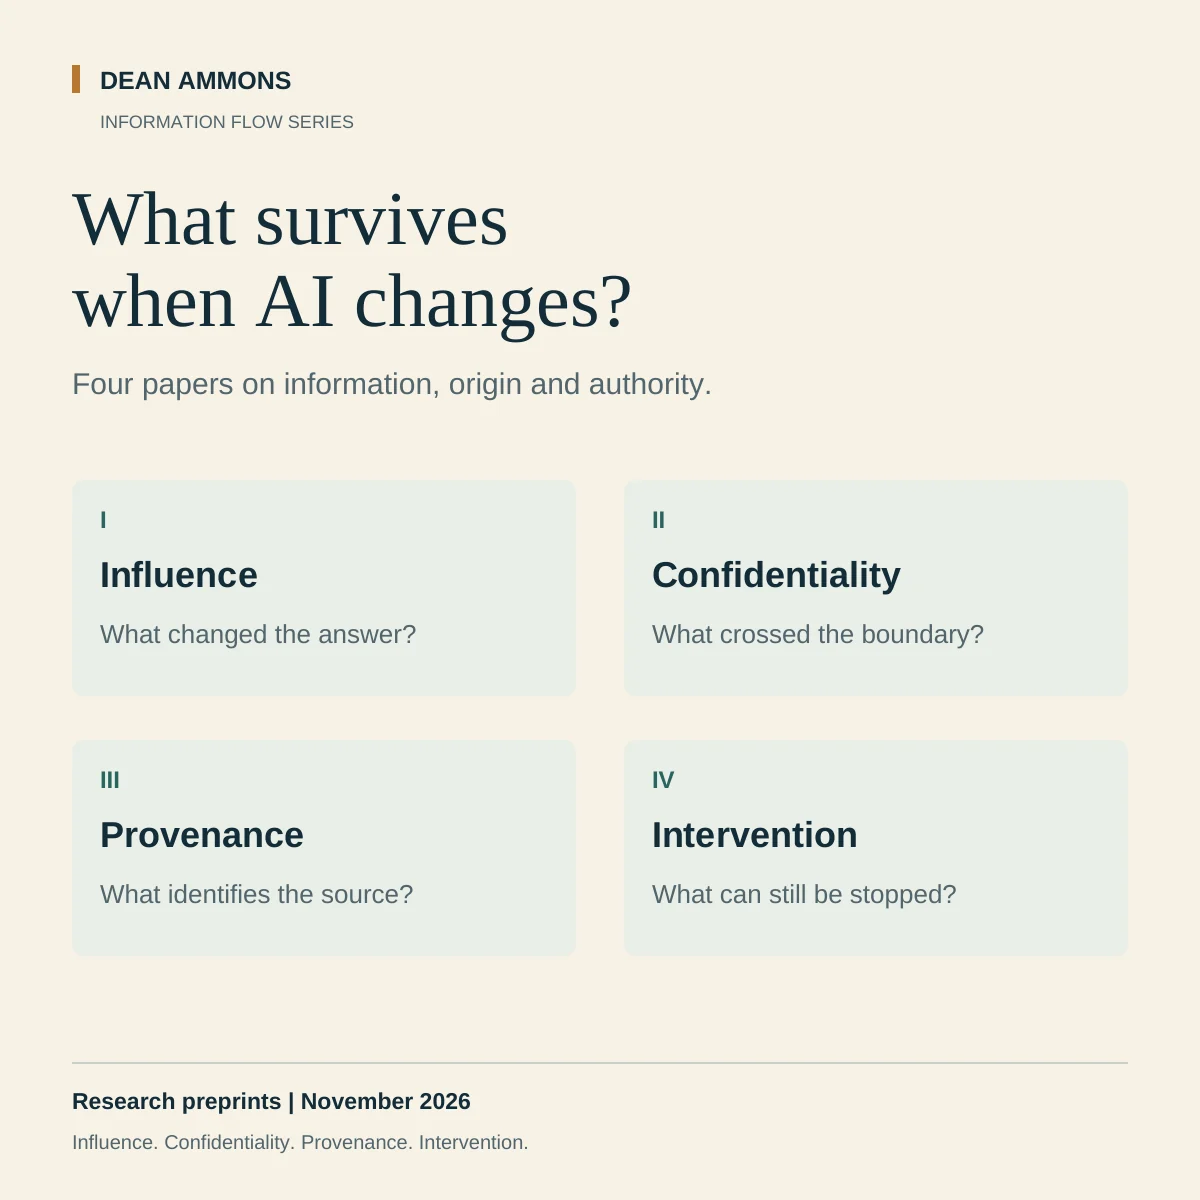 DEAN AMMONS
INFORMATION FLOW SERIES
What survives
when AI changes?
Four papers on information, origin and authority.
I
Influence
What changed the answer?
II
Confidentiality
What crossed the boundary?
III
Provenance
What identifies the source?
IV
Intervention
What can still be stopped?
Research preprints | November 2026
Influence. Confidentiality. Provenance. Intervention.